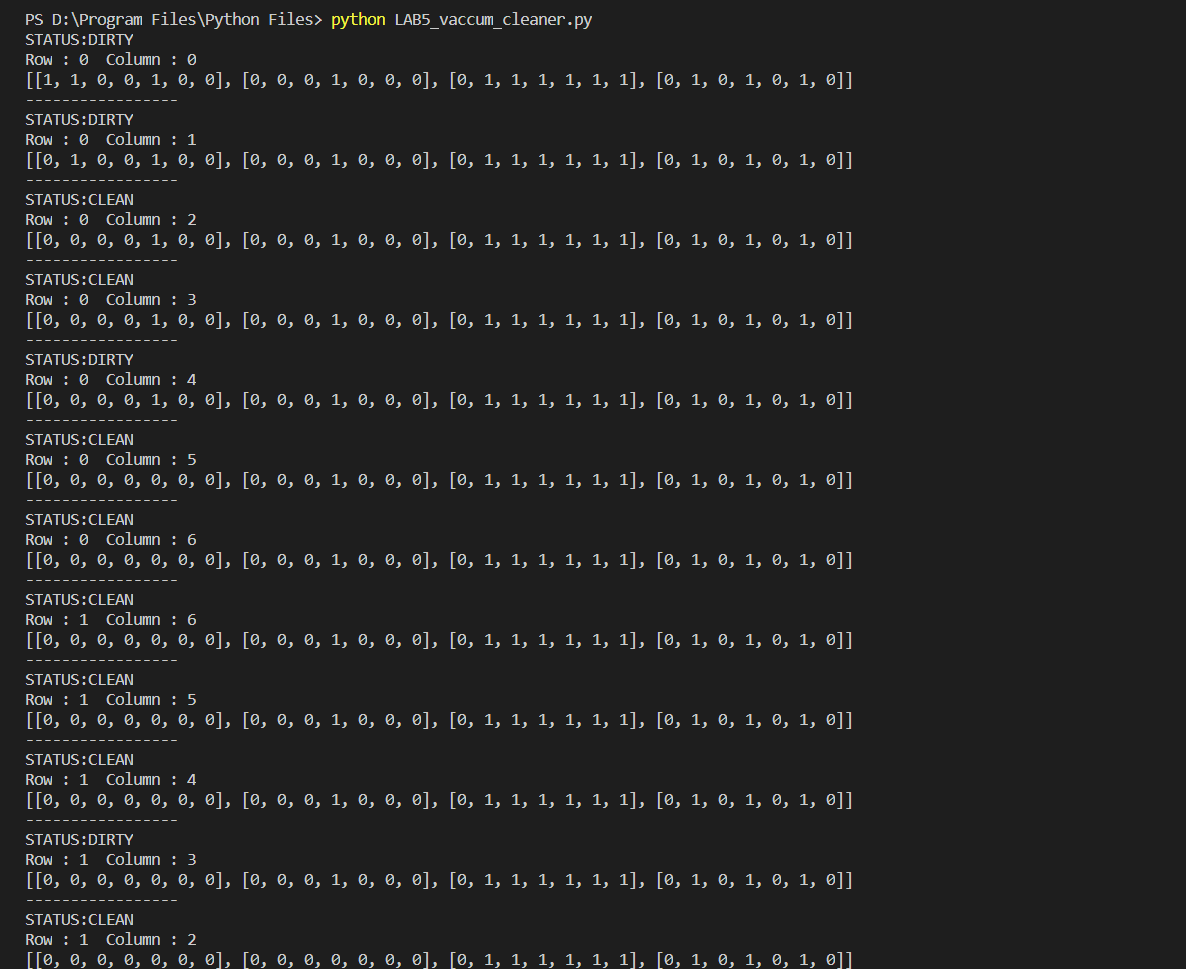 PS D:\Program Files\Python Files> python LAB5_vaccum_cleaner.py
STATUS:DIRTY
Row : 0  Column : 0
[[1, 1, 0, 0, 1, 0, 0], [0, 0, 0, 1, 0, 0, 0], [0, 1, 1, 1, 1, 1, 1], [0, 1, 0, 1, 0, 1, 0]]
-----------------
STATUS:DIRTY
Row : 0  Column : 1
[[0, 1, 0, 0, 1, 0, 0], [0, 0, 0, 1, 0, 0, 0], [0, 1, 1, 1, 1, 1, 1], [0, 1, 0, 1, 0, 1, 0]]
-----------------
STATUS:CLEAN
Row : 0  Column : 2
[[0, 0, 0, 0, 1, 0, 0], [0, 0, 0, 1, 0, 0, 0], [0, 1, 1, 1, 1, 1, 1], [0, 1, 0, 1, 0, 1, 0]]
-----------------
STATUS:CLEAN
Row : 0  Column : 3
[[0, 0, 0, 0, 1, 0, 0], [0, 0, 0, 1, 0, 0, 0], [0, 1, 1, 1, 1, 1, 1], [0, 1, 0, 1, 0, 1, 0]]
-----------------
STATUS:DIRTY
Row : 0  Column : 4
[[0, 0, 0, 0, 1, 0, 0], [0, 0, 0, 1, 0, 0, 0], [0, 1, 1, 1, 1, 1, 1], [0, 1, 0, 1, 0, 1, 0]]
-----------------
STATUS:CLEAN
Row : 0  Column : 5
[[0, 0, 0, 0, 0, 0, 0], [0, 0, 0, 1, 0, 0, 0], [0, 1, 1, 1, 1, 1, 1], [0, 1, 0, 1, 0, 1, 0]]
-----------------
STATUS:CLEAN
Row : 0  Column : 6
[[0, 0, 0, 0, 0, 0, 0], [0, 0, 0, 1, 0, 0, 0], [0, 1, 1, 1, 1, 1, 1], [0, 1, 0, 1, 0, 1, 0]]
-----------------
STATUS:CLEAN
Row : 1  Column : 6
[[0, 0, 0, 0, 0, 0, 0], [0, 0, 0, 1, 0, 0, 0], [0, 1, 1, 1, 1, 1, 1], [0, 1, 0, 1, 0, 1, 0]]
-----------------
STATUS:CLEAN
Row : 1  Column : 5
[[0, 0, 0, 0, 0, 0, 0], [0, 0, 0, 1, 0, 0, 0], [0, 1, 1, 1, 1, 1, 1], [0, 1, 0, 1, 0, 1, 0]]
-----------------
STATUS:CLEAN
Row : 1  Column : 4
[[0, 0, 0, 0, 0, 0, 0], [0, 0, 0, 1, 0, 0, 0], [0, 1, 1, 1, 1, 1, 1], [0, 1, 0, 1, 0, 1, 0]]
-----------------
STATUS:DIRTY
Row : 1  Column : 3
[[0, 0, 0, 0, 0, 0, 0], [0, 0, 0, 1, 0, 0, 0], [0, 1, 1, 1, 1, 1, 1], [0, 1, 0, 1, 0, 1, 0]]
-----------------
STATUS:CLEAN
Row : 1  Column : 2
[[0, 0, 0, 0, 0, 0, 0], [0, 0, 0, 0, 0, 0, 0], [0, 1, 1, 1, 1, 1, 1], [0, 1, 0, 1, 0, 1, 0]]